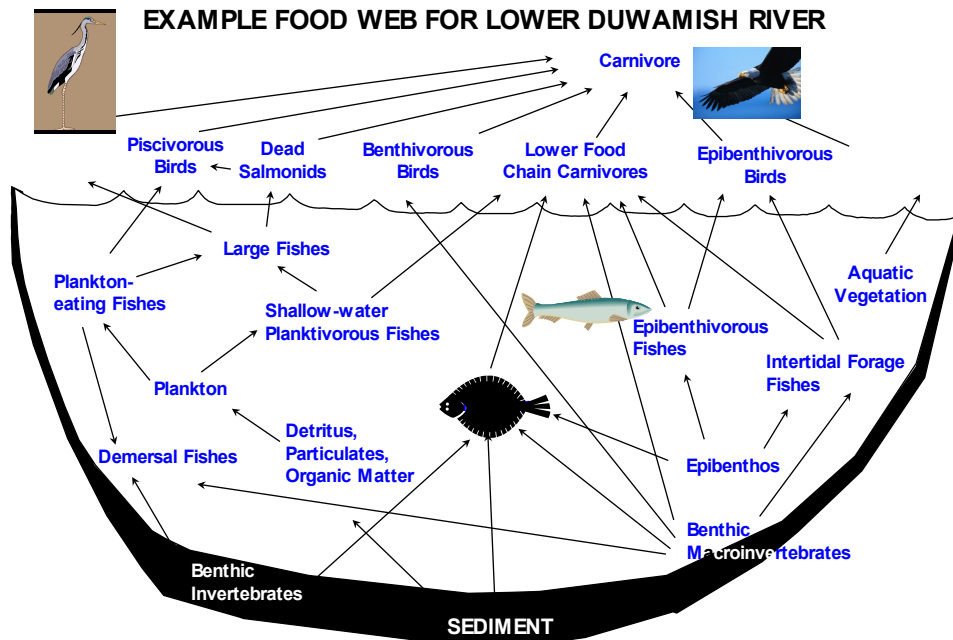 EXAMPLE FOOD WEB FOR LOWER DUWAMISH RIVER
Carnivore
Piscivorous
Birds
Dead
Salmonids
Benthivorous
Birds
Lower Food
Chain Carnivores
Epibenthivorous
Birds
Large Fishes
Plankton-
eating Fishes
Shallow-water
Planktivorous Fishes
Epibenthivorous
Fishes
Aquatic
Vegetation
Intertidal Forage
Fishes
Plankton
Detritus,
Particulates,
Organic Matter
Demersal Fishes
Epibenthos
Benthic
Macroinvertebrates
Benthic
Invertebrates
SEDIMENT